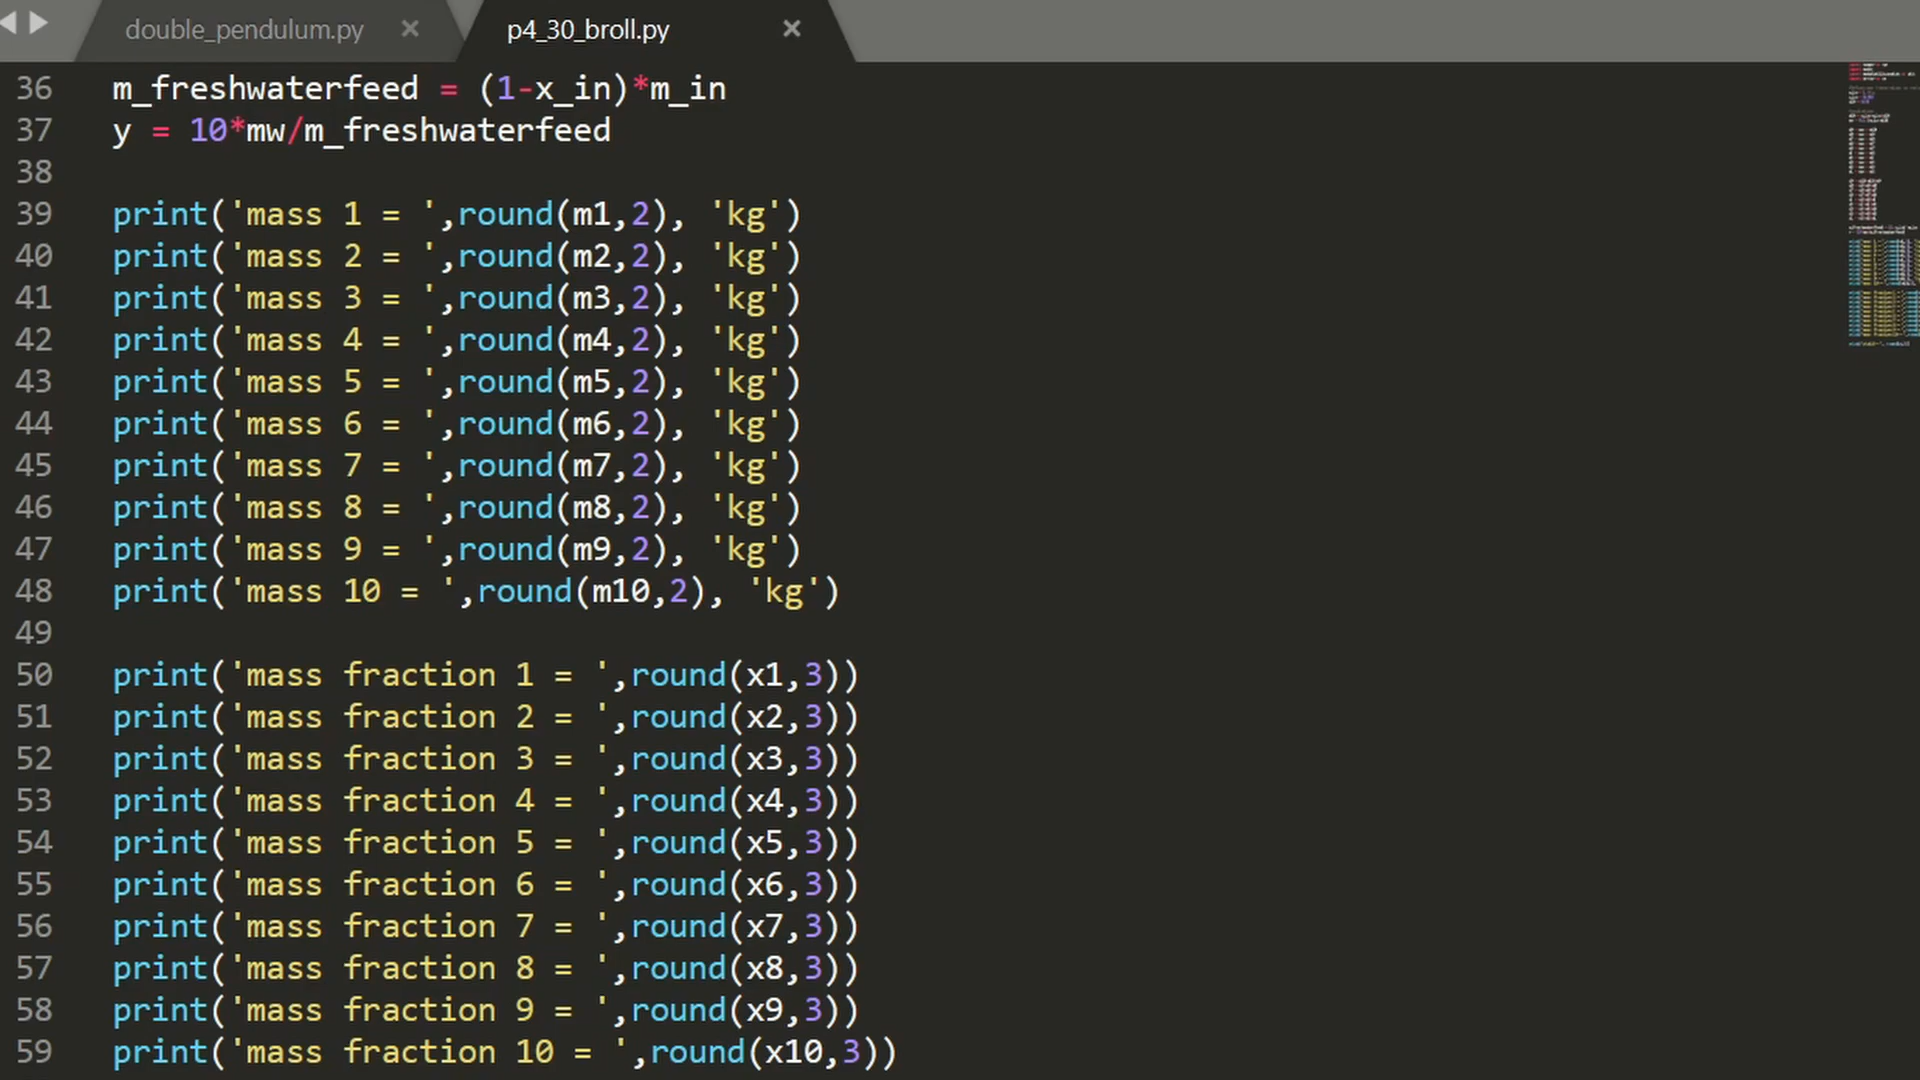 double_pendulum.py ×
p4_30_broll.py ×
36 m_freshwaterfeed = (1-x_in)*m_in
37 y = 10*mw/m_freshwaterfeed
38
39 print('mass 1 = ',round(m1,2), 'kg')
40 print('mass 2 = ',round(m2,2), 'kg')
41 print('mass 3 = ',round(m3,2), 'kg')
42 print('mass 4 = ',round(m4,2), 'kg')
43 print('mass 5 = ',round(m5,2), 'kg')
44 print('mass 6 = ',round(m6,2), 'kg')
45 print('mass 7 = ',round(m7,2), 'kg')
46 print('mass 8 = ',round(m8,2), 'kg')
47 print('mass 9 = ',round(m9,2), 'kg')
48 print('mass 10 = ',round(m10,2), 'kg')
49
50 print('mass fraction 1 = ',round(x1,3))
51 print('mass fraction 2 = ',round(x2,3))
52 print('mass fraction 3 = ',round(x3,3))
53 print('mass fraction 4 = ',round(x4,3))
54 print('mass fraction 5 = ',round(x5,3))
55 print('mass fraction 6 = ',round(x6,3))
56 print('mass fraction 7 = ',round(x7,3))
57 print('mass fraction 8 = ',round(x8,3))
58 print('mass fraction 9 = ',round(x9,3))
59 print('mass fraction 10 = ',round(x10,3))